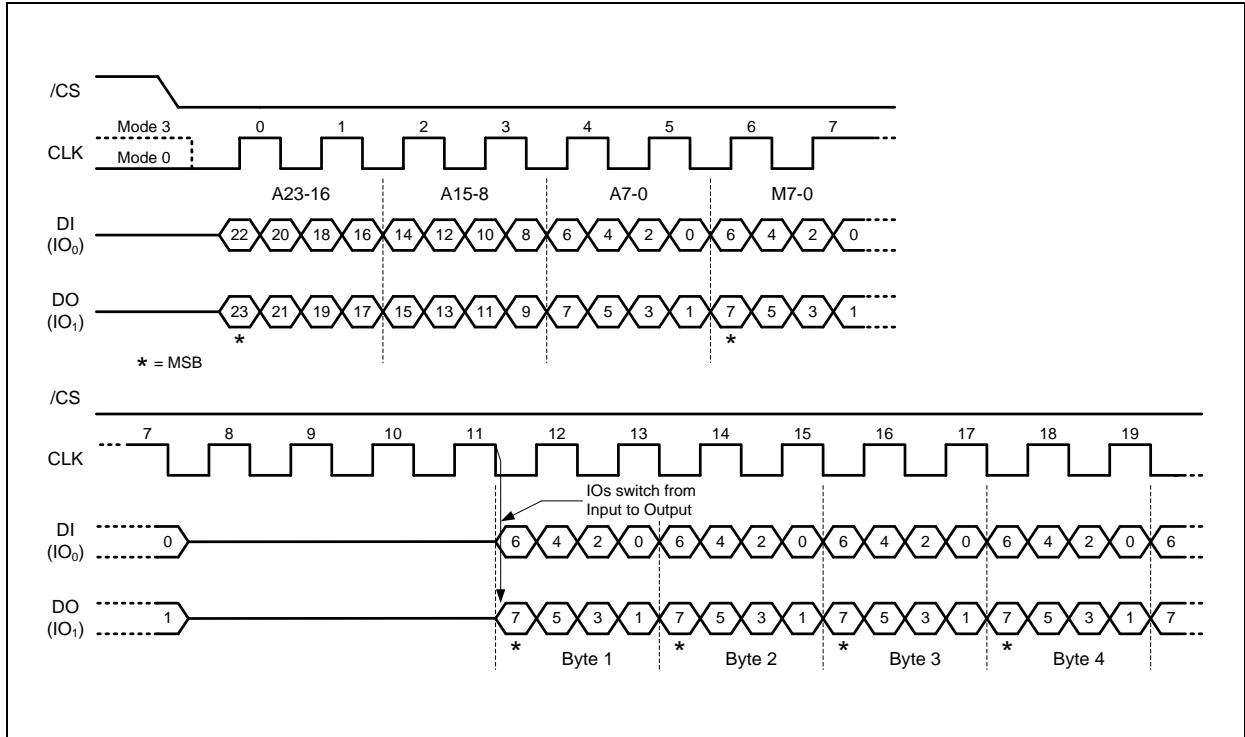 /CS
Mode 3
0 1 2 3 4 5 6 7
CLK
Mode 0
A23-16 A15-8 A7-0 M7-0
DI
(IO₀)
22 20 18 16 14 12 10 8 6 4 2 0 6 4 2 0
DO
(IO₁)
23 21 19 17 15 13 11 9 7 5 3 1 7 5 3 1
* *
* = MSB
/CS
7 8 9 10 11 12 13 14 15 16 17 18 19
CLK
IOs switch from
Input to Output
DI
(IO₀)
0 6 4 2 0 6 4 2 0 6 4 2 0 6 4 2 0 6
DO
(IO₁)
1 7 5 3 1 7 5 3 1 7 5 3 1 7 5 3 1 7
* Byte 1 * Byte 2 * Byte 3 * Byte 4